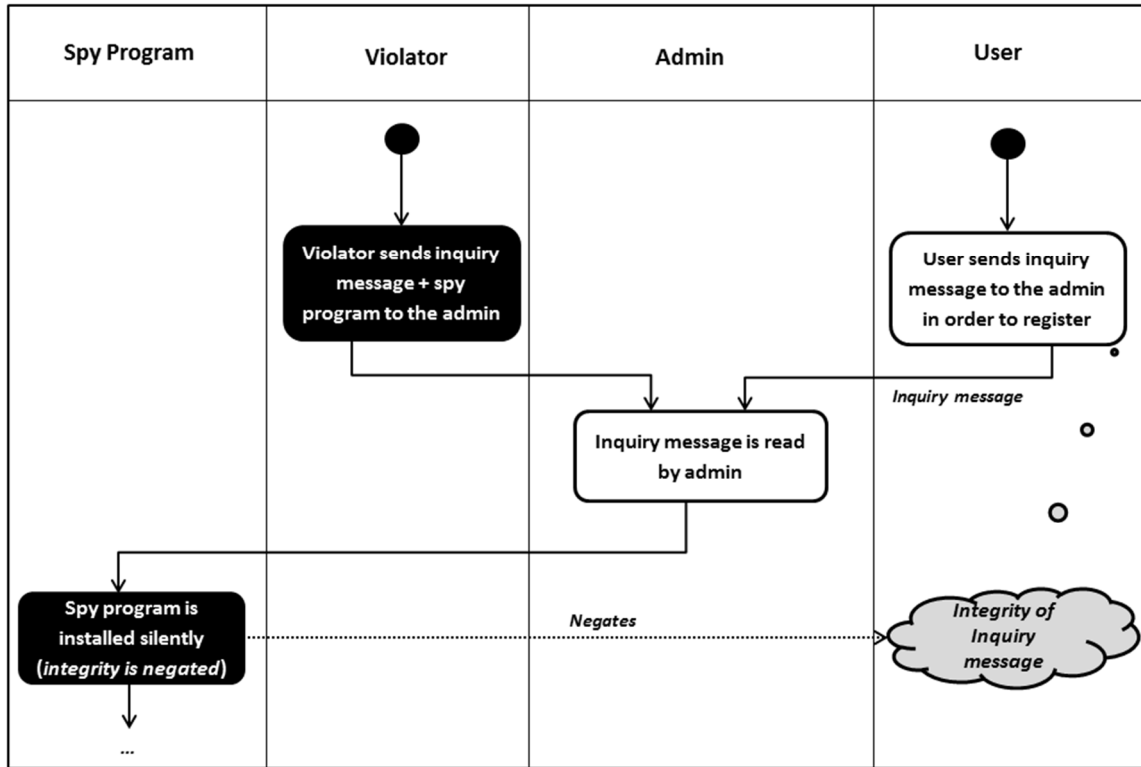 Spy Program
Violator
Admin
User
Violator sends inquiry
message + spy
program to the admin
User sends inquiry
message to the admin
in order to register
Inquiry message
Inquiry message is read
by admin
Spy program is
installed silently
(integrity is negated)
Negates
Integrity of
Inquiry
message
...